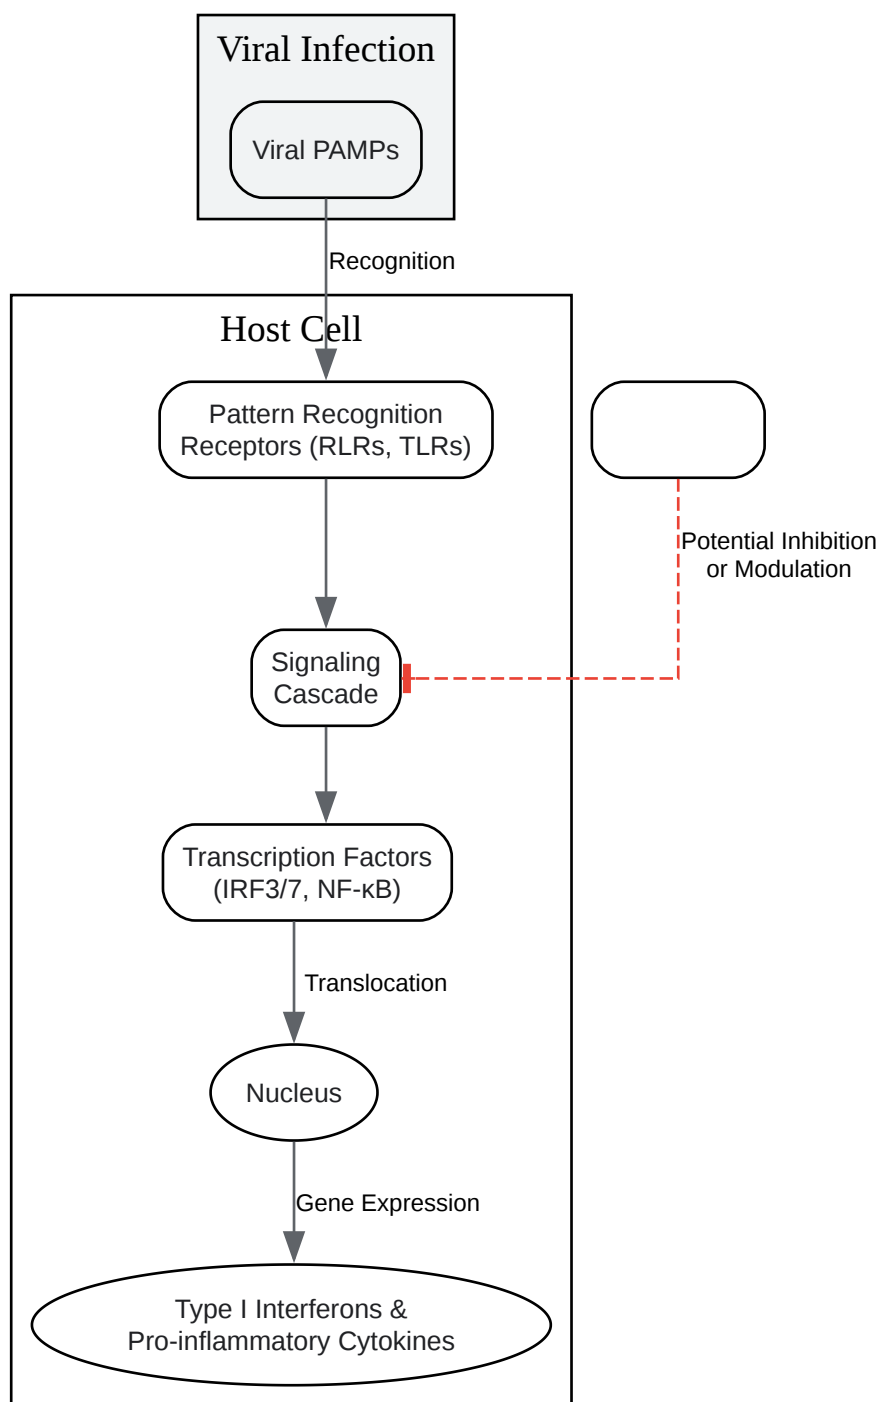 Viral Infection
Viral PAMPs
Recognition
Host Cell
Pattern Recognition
Receptors (RLRs, TLRs)
Potential Inhibition
or Modulation
Signaling
Cascade
Transcription Factors
(IRF3/7, NF-κB)
Translocation
Nucleus
Gene Expression
Type I Interferons &
Pro-inflammatory Cytokines